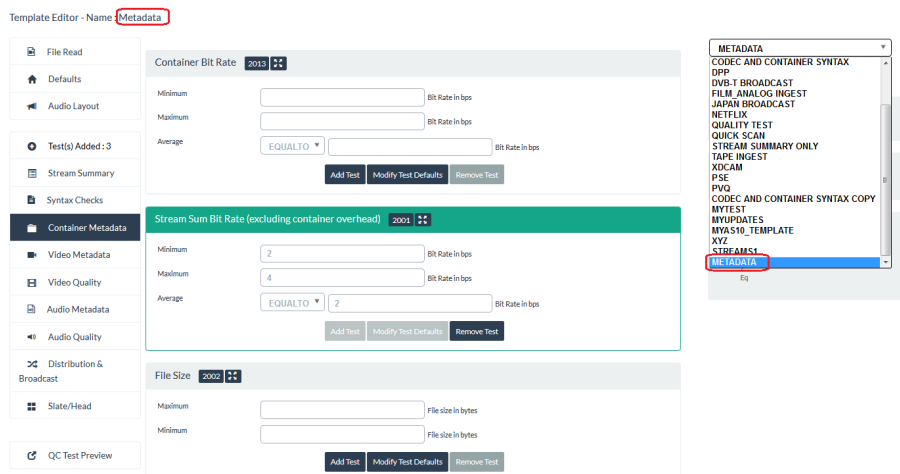 Template Editor - Name : Metadata
File Read
Defaults
Audio Layout
Test(s) Added : 3
Stream Summary
Syntax Checks
Container Metadata
Video Metadata
Video Quality
Audio Metadata
Audio Quality
Distribution &
Broadcast
Slate/Head
QC Test Preview
Container Bit Rate 2013
Minimum Bit Rate in bps
Maximum Bit Rate in bps
Average EQUALTO Bit Rate in bps
Add Test Modify Test Defaults Remove Test
Stream Sum Bit Rate (excluding container overhead) 2001
Minimum 2 Bit Rate in bps
Maximum 4 Bit Rate in bps
Average EQUALTO 2 Bit Rate in bps
Add Test Modify Test Defaults Remove Test
File Size 2002
Maximum File size in bytes
Minimum File size in bytes
Add Test Modify Test Defaults Remove Test
METADATA
CODEC AND CONTAINER SYNTAX
DPP
DVB-T BROADCAST
FILM_ANALOG INGEST
JAPAN BROADCAST
NETFLIX
QUALITY TEST
QUICK SCAN
STREAM SUMMARY ONLY
TAPE INGEST
XDCAM
PSE
PVQ
CODEC AND CONTAINER SYNTAX COPY
MYTEST
MYUPDATES
MYAS10_TEMPLATE
XYZ
STREAMS1
METADATA
Eq